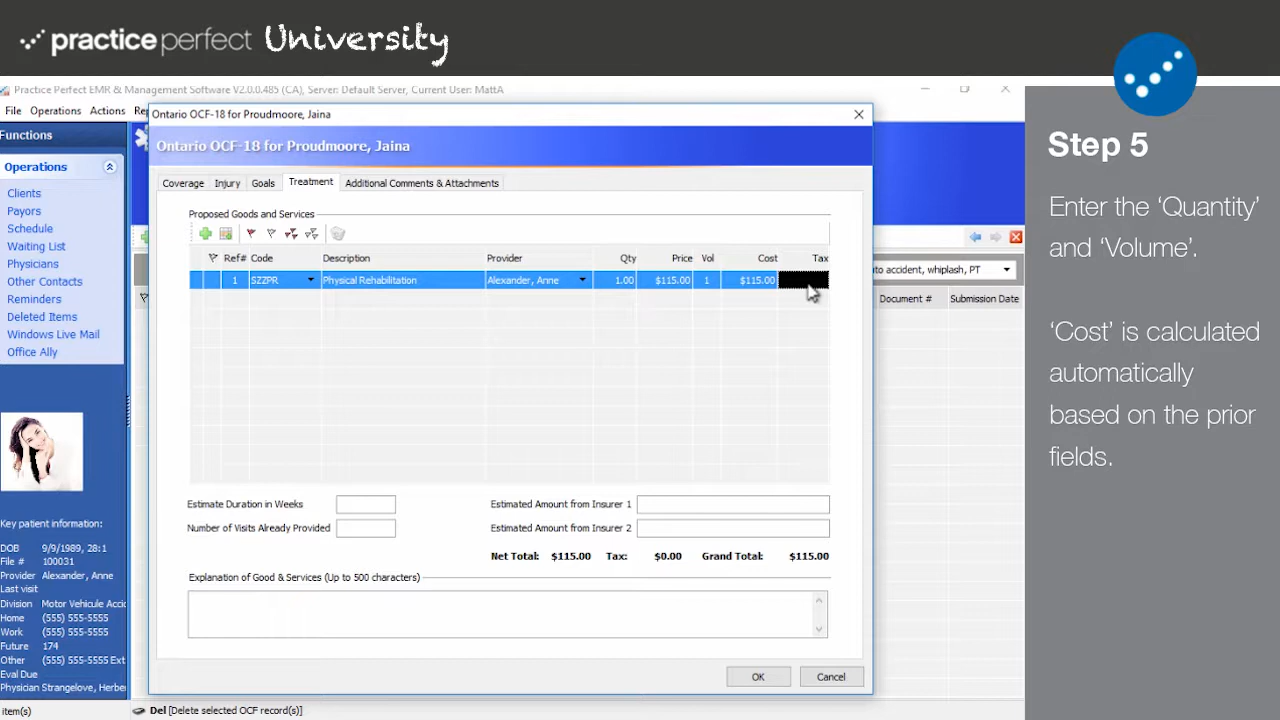 practice perfect University
Practice Perfect EMR & Management Software V2.0.0.485 (CA), Server: Default Server, Current User: MattA
File Operations Actions
Functions
Operations
Clients
Payors
Schedule
Waiting List
Physicians
Other Contacts
Reminders
Deleted Items
Windows Live Mail
Office Ally
Key patient information:
DOB 9/9/1989, 28:1
File # 100031
Provider Alexander, Anne
Last visit
Division Motor Vehicule Accic
Home (555) 555-5555
Work (555) 555-5555
Future 174
Other (555) 555-5555 Ext
Eval Due
Physician Strangelove, Herber
item(s)
Ontario OCF-18 for Proudmoore, Jaina
Ontario OCF-18 for Proudmoore, Jaina
Coverage Injury Goals Treatment Additional Comments & Attachments
Proposed Goods and Services
Ref# Code Description Provider Qty Price Vol Cost Tax
1 SZZPR Physical Rehabilitation Alexander, Anne 1.00 $115.00 1 $115.00
Estimate Duration in Weeks Estimated Amount from Insurer 1
Number of Visits Already Provided Estimated Amount from Insurer 2
Net Total: $115.00 Tax: $0.00 Grand Total: $115.00
Explanation of Good & Services (Up to 500 characters)
OK Cancel
Del [Delete selected OCF record(s)]
uto accident, whiplash, PT
Document # Submission Date
Step 5
Enter the ‘Quantity’
and ‘Volume’.
‘Cost’ is calculated
automatically
based on the prior
fields.